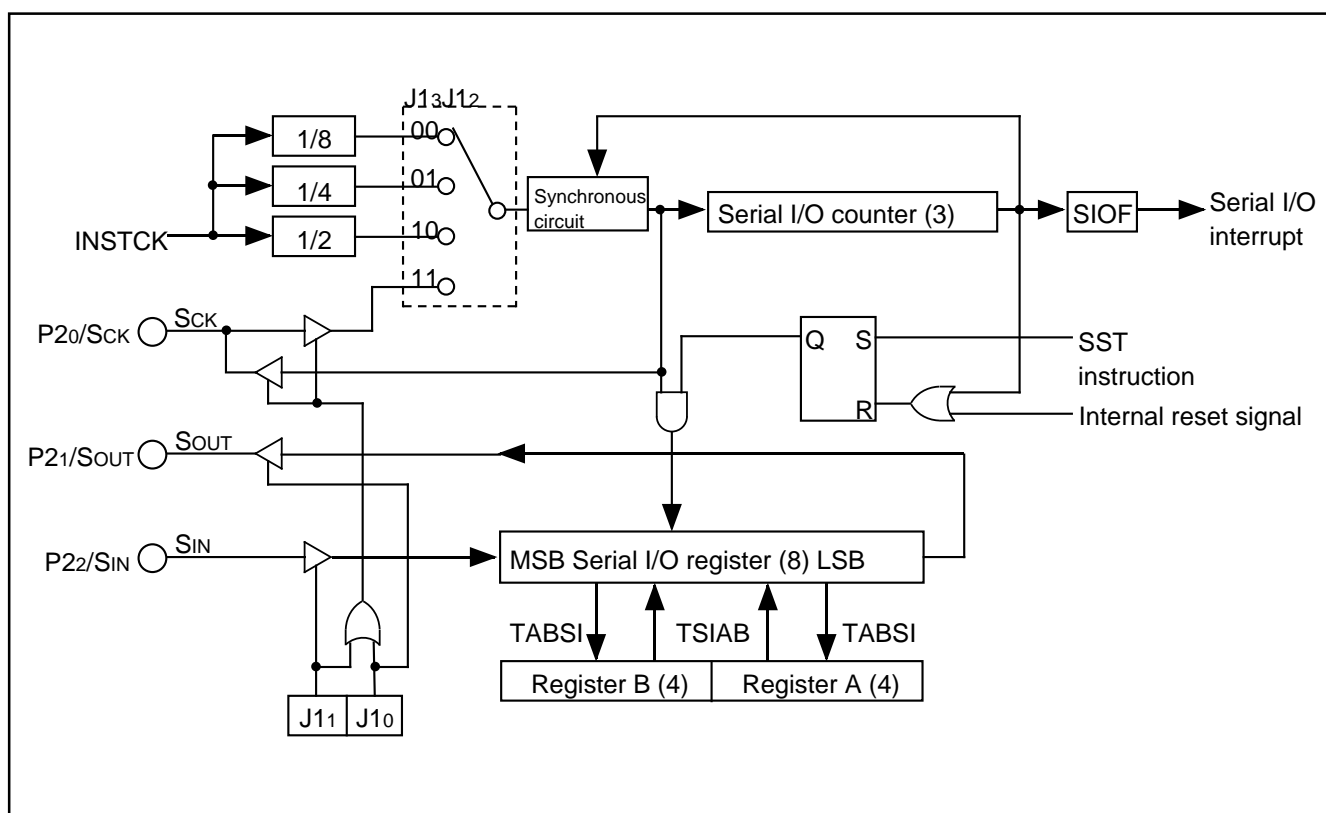 J13J12
00
1/8
01
1/4
10
1/2
11
INSTCK
Synchronous
circuit
Serial I/O counter (3)
SIOF
Serial I/O
interrupt
P20/SCK
SCK
Q
S
R
SST
instruction
Internal reset signal
P21/SOUT
SOUT
P22/SIN
SIN
MSB Serial I/O register (8) LSB
TABSI
TSIAB
TABSI
Register B (4)
Register A (4)
J11
J10